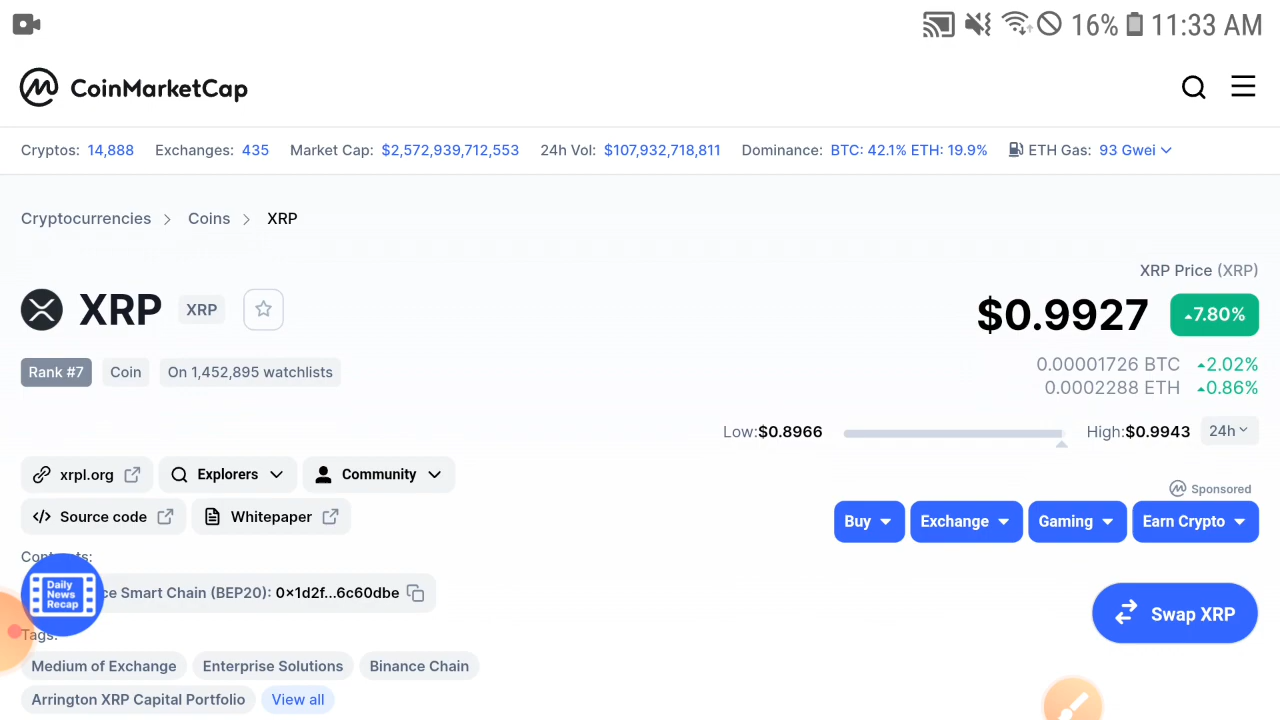 16% 11:33 AM
CoinMarketCap
Cryptos: 14,888 Exchanges: 435 Market Cap: $2,572,939,712,553 24h Vol: $107,932,718,811 Dominance: BTC: 42.1% ETH: 19.9% ETH Gas: 93 Gwei
Cryptocurrencies > Coins > XRP
XRP Price (XRP)
XRP XRP $0.9927 7.80%
0.00001726 BTC 2.02%
Rank #7 Coin On 1,452,895 watchlists
0.0002288 ETH 0.86%
Low:$0.8966 High:$0.9943 24h
xrpl.org Explorers Community
Sponsored
Source code Whitepaper
Buy Exchange Gaming Earn Crypto
Daily
News
Recap
Smart Chain (BEP20): 0x1d2f...6c60dbe
Swap XRP
Tags:
Medium of Exchange Enterprise Solutions Binance Chain
Arrington XRP Capital Portfolio View all